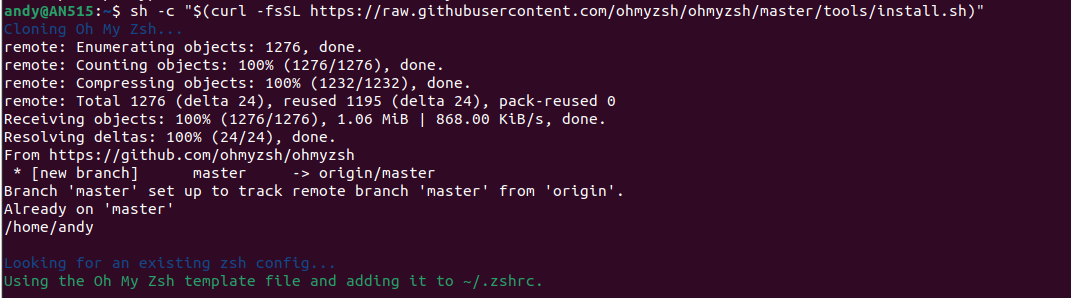 andy@AN515:~$ sh -c "$(curl -fsSL https://raw.githubusercontent.com/ohmyzsh/ohmyzsh/master/tools/install.sh)"
Cloning Oh My Zsh...
remote: Enumerating objects: 1276, done.
remote: Counting objects: 100% (1276/1276), done.
remote: Compressing objects: 100% (1232/1232), done.
remote: Total 1276 (delta 24), reused 1195 (delta 24), pack-reused 0
Receiving objects: 100% (1276/1276), 1.06 MiB | 868.00 KiB/s, done.
Resolving deltas: 100% (24/24), done.
From https://github.com/ohmyzsh/ohmyzsh
 * [new branch]      master     -> origin/master
Branch 'master' set up to track remote branch 'master' from 'origin'.
Already on 'master'
/home/andy
Looking for an existing zsh config...
Using the Oh My Zsh template file and adding it to ~/.zshrc.